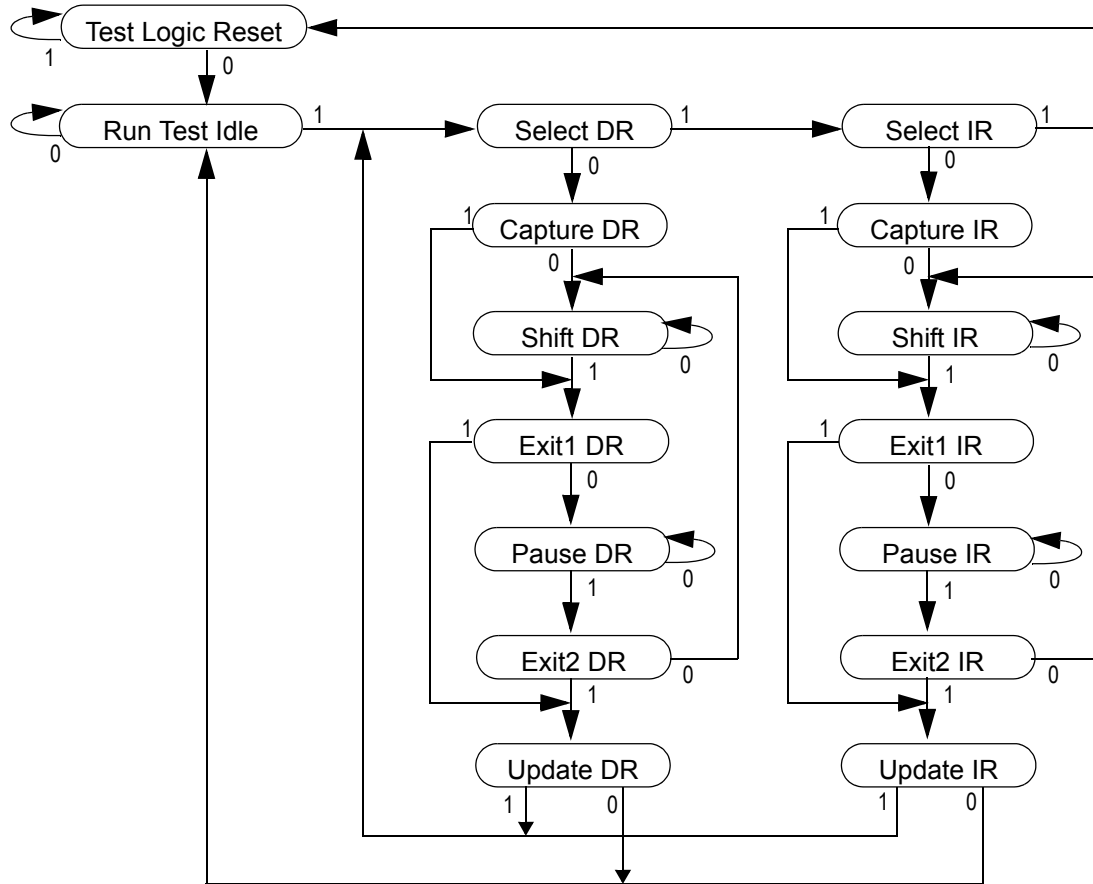 Test Logic Reset
1
0
Run Test Idle
0
1
Select DR
1
Select IR
1
0
0
1
Capture DR
1
Capture IR
0
0
Shift DR
0
Shift IR
0
1
1
1
Exit1 DR
1
Exit1 IR
0
0
Pause DR
0
Pause IR
0
1
1
Exit2 DR
0
Exit2 IR
0
1
1
Update DR
Update IR
1
0
1
0